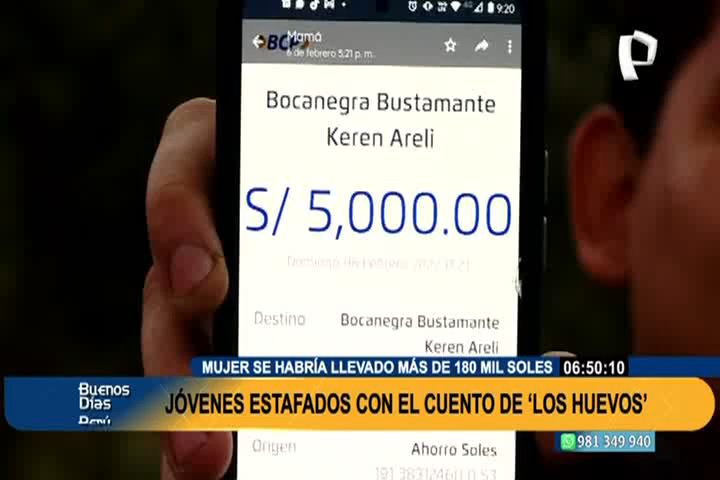 9:20
BCP
Mamá
6 de febrero 5:21 p. m.
P
Bocanegra Bustamante
Keren Areli
S/ 5,000.00
Destino
Bocanegra Bustamante
Keren Areli
MUJER SE HABRÍA LLEVADO MÁS DE 180 MIL SOLES
06:50:10
Buenos
Días
Perú
JÓVENES ESTAFADOS CON EL CUENTO DE ‘LOS HUEVOS’
981 349 940
Origen
Ahorro Soles